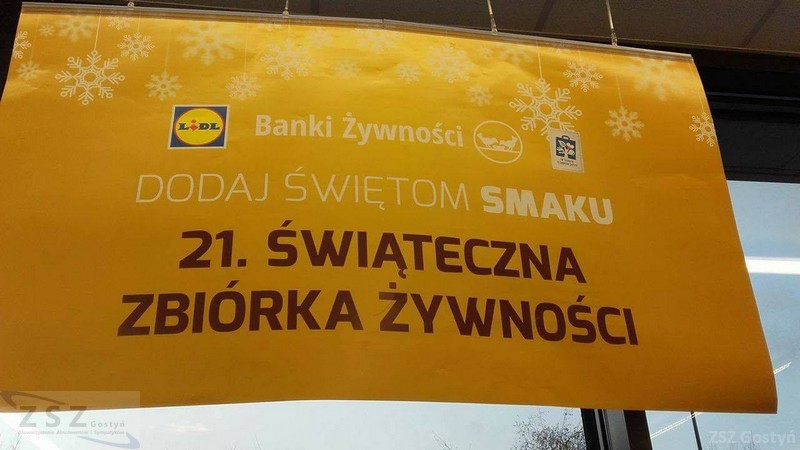 LiDL Banki Żywności
DODAJ ŚWIĘTOM SMAKU
21. ŚWIĄTECZNA
ZBIÓRKA ŻYWNOŚCI
ZSZ Gostyń
ZSZ Gostyń